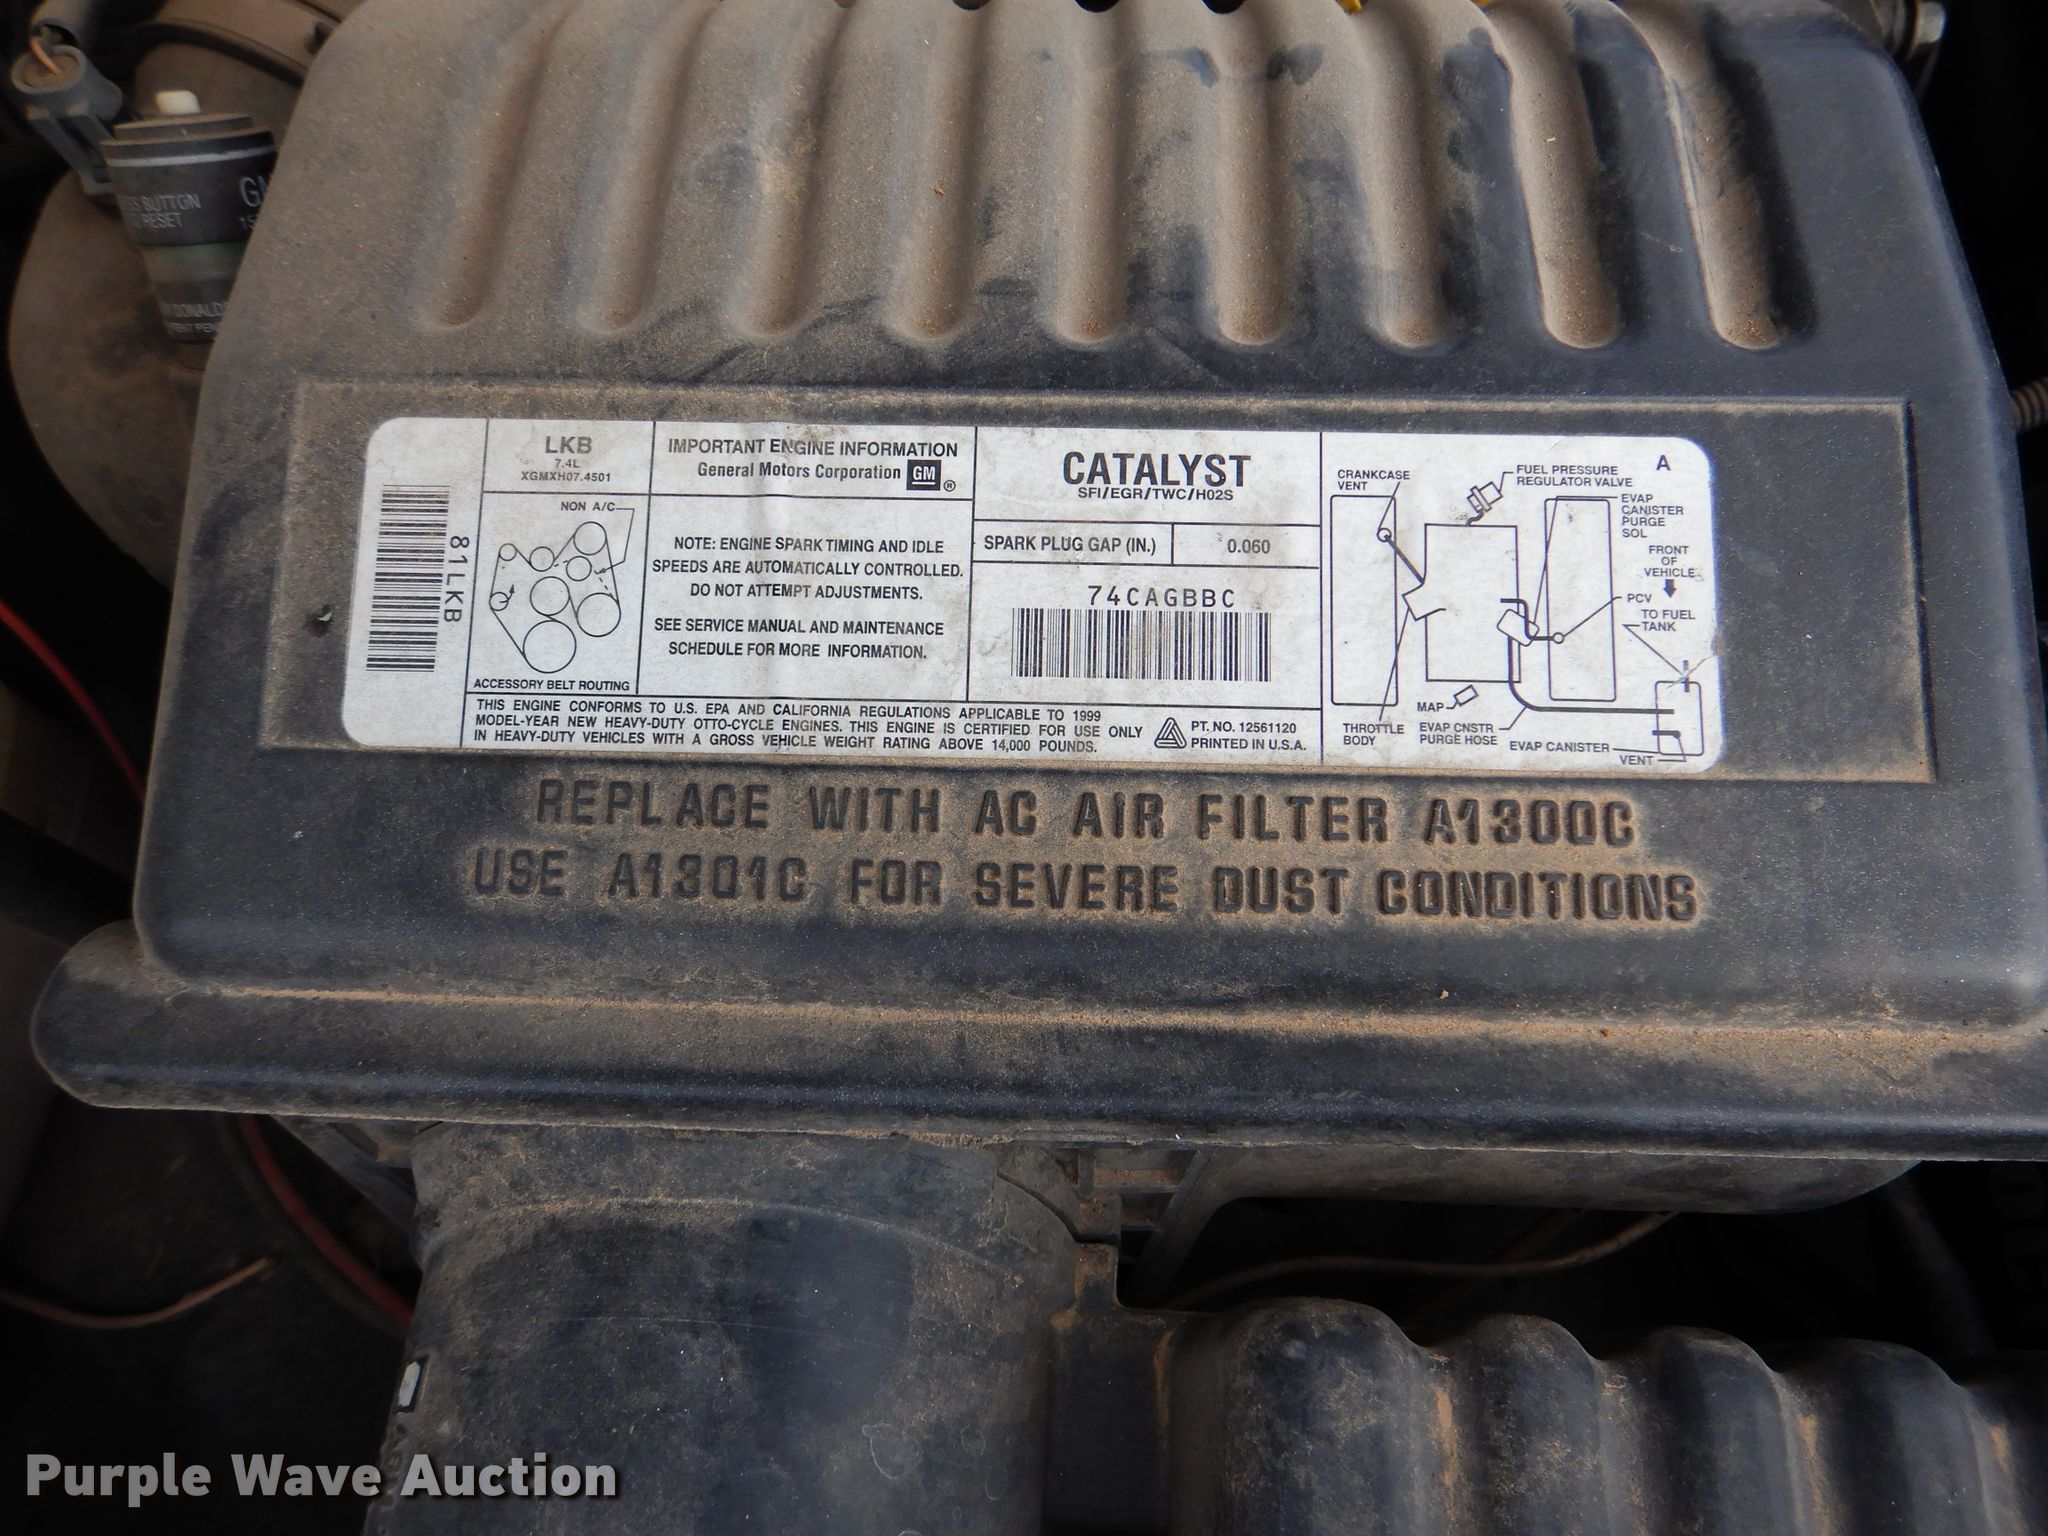 SS BUTTON
RESET
DONALDS
81LKB
LKB
7.4L
XGMXH07.4501
NON A/C
ACCESSORY BELT ROUTING
IMPORTANT ENGINE INFORMATION
General Motors Corporation GM ®
NOTE: ENGINE SPARK TIMING AND IDLE
SPEEDS ARE AUTOMATICALLY CONTROLLED.
DO NOT ATTEMPT ADJUSTMENTS.
SEE SERVICE MANUAL AND MAINTENANCE
SCHEDULE FOR MORE INFORMATION.
CATALYST
SFI/EGR/TWC/HO2S
SPARK PLUG GAP (IN.) 0.060
74CAGBBC
THIS ENGINE CONFORMS TO U.S. EPA AND CALIFORNIA REGULATIONS APPLICABLE TO 1999
MODEL-YEAR NEW HEAVY-DUTY OTTO-CYCLE ENGINES. THIS ENGINE IS CERTIFIED FOR USE ONLY
IN HEAVY-DUTY VEHICLES WITH A GROSS VEHICLE WEIGHT RATING ABOVE 14,000 POUNDS.
PT. NO. 12561120
PRINTED IN U.S.A.
A
CRANKCASE
VENT
FUEL PRESSURE
REGULATOR VALVE
EVAP
CANISTER
PURGE
SOL
FRONT
OF
VEHICLE
PCV
TO FUEL
TANK
MAP
THROTTLE
BODY
EVAP CNSTR
PURGE HOSE
EVAP CANISTER
VENT
REPLACE WITH AC AIR FILTER A1300C
USE A1301C FOR SEVERE DUST CONDITIONS
Purple Wave Auction